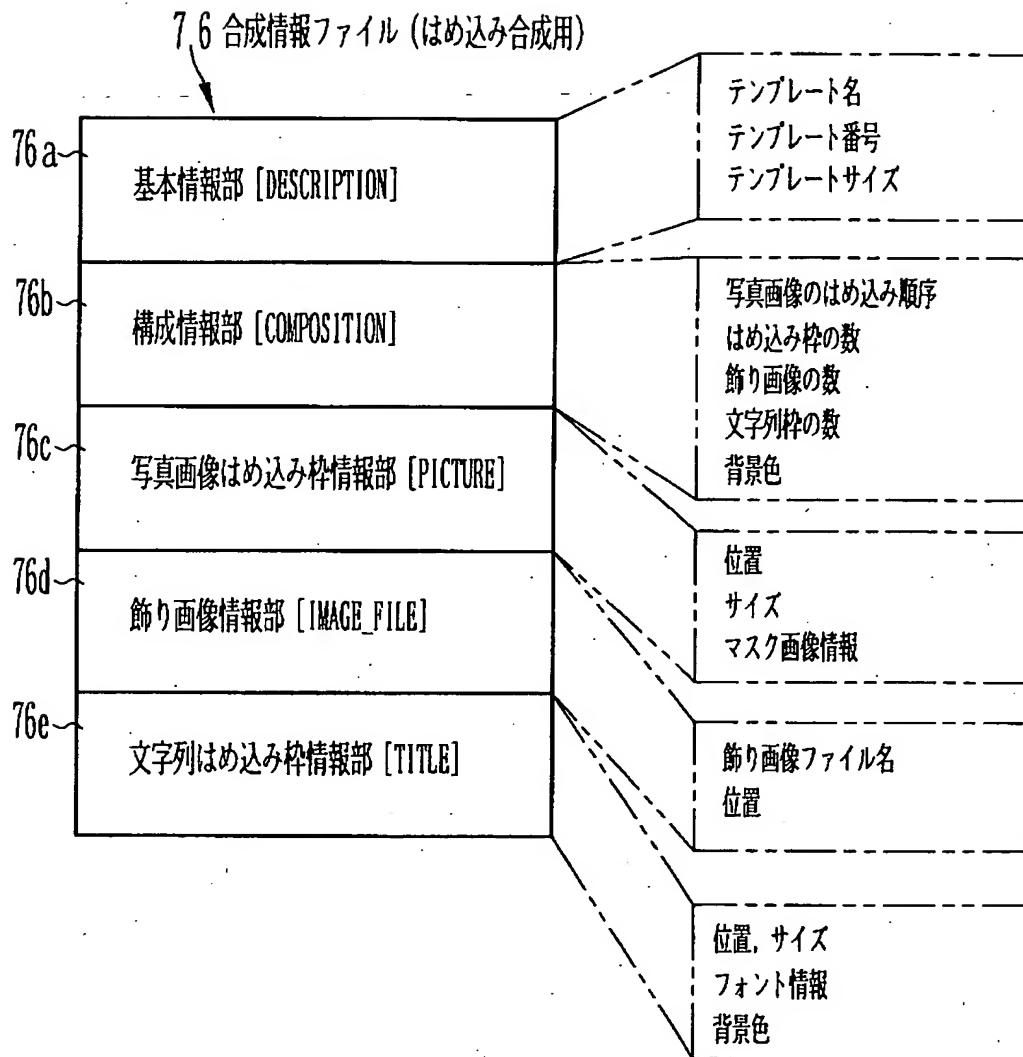 76 合成情報ファイル (はめ込み合成用)
76a
基本情報部 [DESCRIPTION]
テンプレート名
テンプレート番号
テンプレートサイズ
76b
構成情報部 [COMPOSITION]
写真画像のはめ込み順序
はめ込み枠の数
飾り画像の数
文字列枠の数
背景色
76c
写真画像はめ込み枠情報部 [PICTURE]
位置
サイズ
マスク画像情報
76d
飾り画像情報部 [IMAGE_FILE]
飾り画像ファイル名
位置
76e
文字列はめ込み枠情報部 [TITLE]
位置, サイズ
フォント情報
背景色